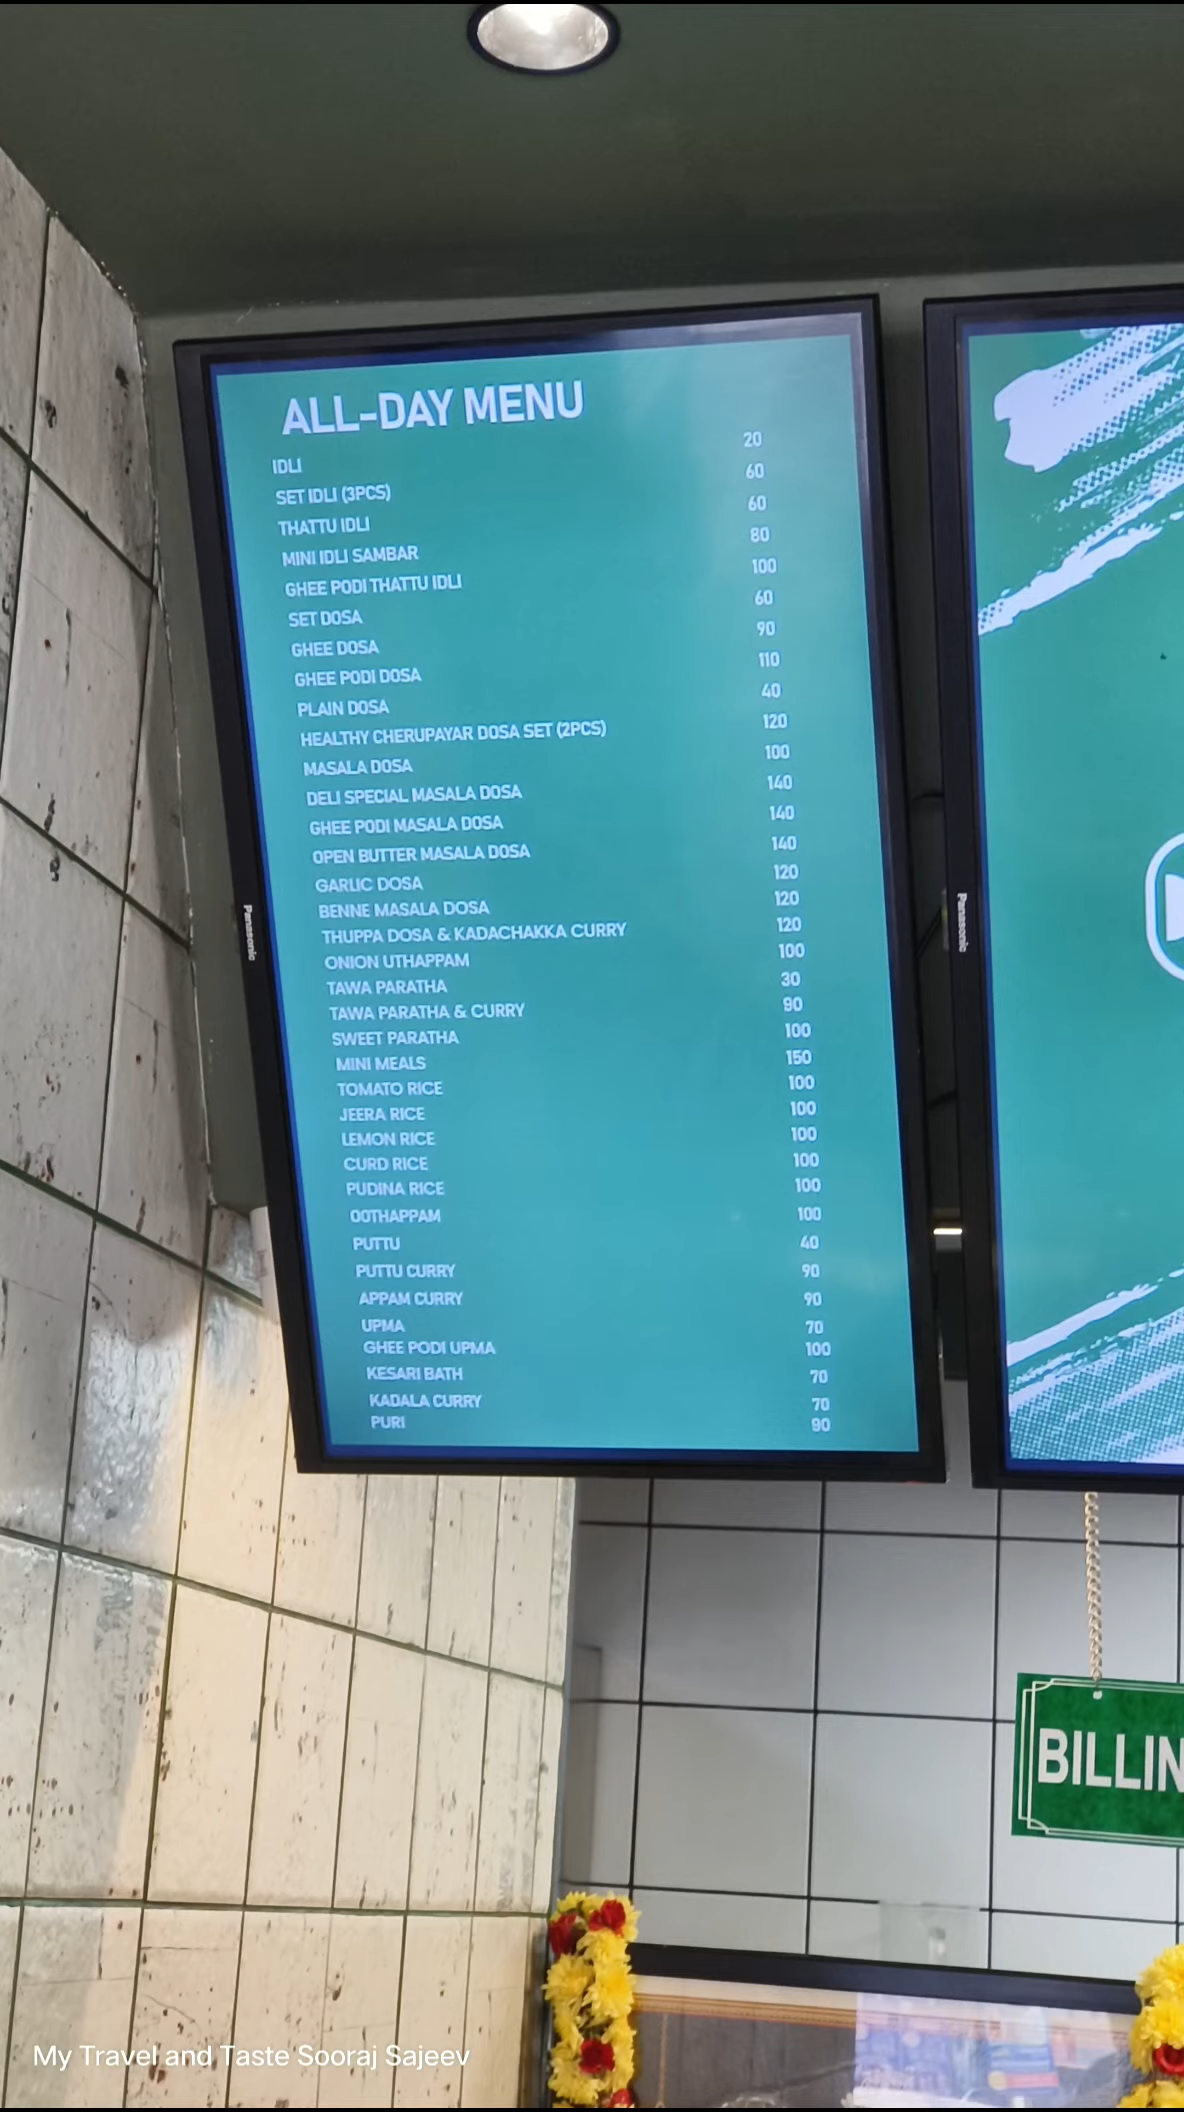 ALL-DAY MENU
IDLI 20
SET IDLI (3PCS) 60
THATTU IDLI 60
MINI IDLI SAMBAR 80
GHEE PODI THATTU IDLI 100
SET DOSA 60
GHEE DOSA 90
GHEE PODI DOSA 110
PLAIN DOSA 40
HEALTHY CHERUPAYAR DOSA SET (2PCS) 120
MASALA DOSA 100
DELI SPECIAL MASALA DOSA 140
GHEE PODI MASALA DOSA 140
OPEN BUTTER MASALA DOSA 140
GARLIC DOSA 120
BENNE MASALA DOSA 120
THUPPA DOSA & KADACHAKKA CURRY 120
ONION UTHAPPAM 100
TAWA PARATHA 30
TAWA PARATHA & CURRY 90
SWEET PARATHA 100
MINI MEALS 150
TOMATO RICE 100
JEERA RICE 100
LEMON RICE 100
CURD RICE 100
PUDINA RICE 100
OOTHAPPAM 100
PUTTU 40
PUTTU CURRY 90
APPAM CURRY 90
UPMA 70
GHEE PODI UPMA 100
KESARI BATH 70
KADALA CURRY 70
PURI 90
Panasonic
Panasonic
BILLIN
My Travel and Taste Sooraj Sajeev